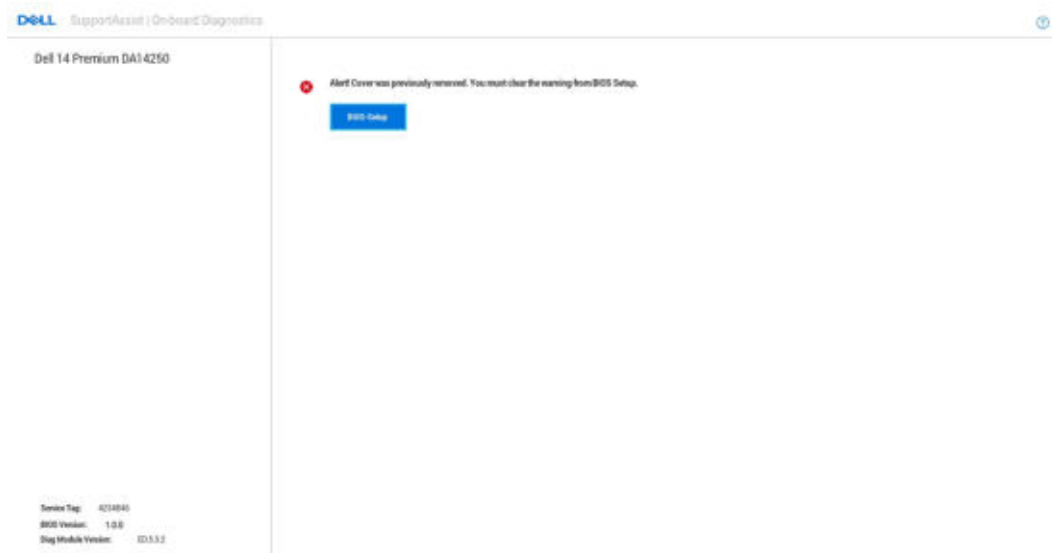 DELL SupportAssist | On-board Diagnostics
Dell 14 Premium DA14250
Alert! Cover was previously removed. You must clear the warning from BIOS Setup.
BIOS-Setup
Service Tag:
BIOS Version: 1.0.0
Diag Module Version: